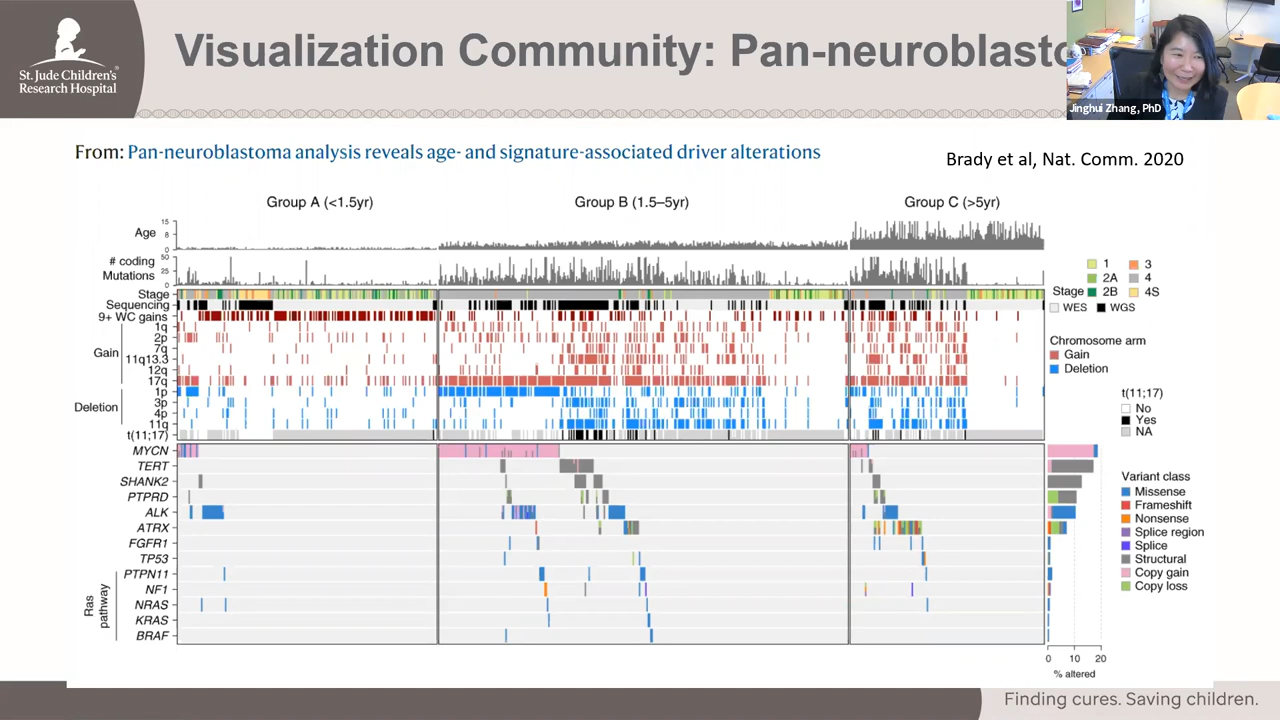 St. Jude Children's
Research Hospital
®
Visualization Community: Pan-neuroblasto
Jinghui Zhang, PhD
From: Pan-neuroblastoma analysis reveals age- and signature-associated driver alterations
Brady et al, Nat. Comm. 2020
Group A (<1.5yr)
Group B (1.5–5yr)
Group C (>5yr)
Age
15
8
0
# coding
Mutations
50
25
0
Stage
Sequencing
9+ WC gains
Gain
1q
2p
7q
11q13.3
12q
17q
Deletion
1p
3p
4p
11q
t(11;17)
MYCN
TERT
SHANK2
PTPRD
ALK
ATRX
FGFR1
TP53
Ras
pathway
PTPN11
NF1
NRAS
KRAS
BRAF
Stage
1
3
2A
4
2B
4S
WES
WGS
Chromosome arm
Gain
Deletion
t(11;17)
No
Yes
NA
Variant class
Missense
Frameshift
Nonsense
Splice region
Splice
Structural
Copy gain
Copy loss
0 10 20
% altered
Finding cures. Saving children.